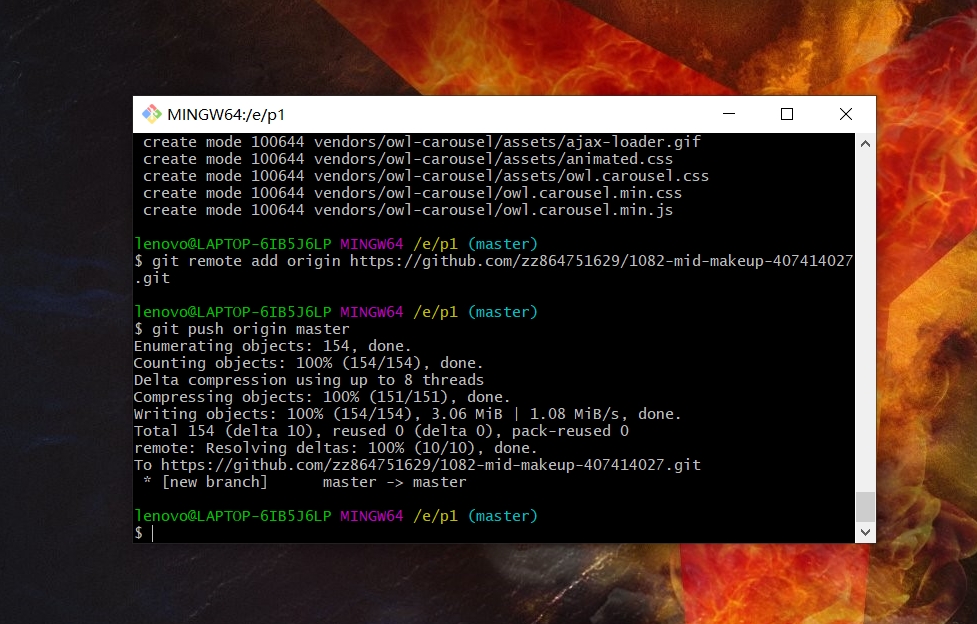 MINGW64:/e/p1
create mode 100644 vendors/owl-carousel/assets/ajax-loader.gif
create mode 100644 vendors/owl-carousel/assets/animated.css
create mode 100644 vendors/owl-carousel/assets/owl.carousel.css
create mode 100644 vendors/owl-carousel/owl.carousel.min.css
create mode 100644 vendors/owl-carousel/owl.carousel.min.js
lenovo@LAPTOP-6IB5J6LP MINGW64 /e/p1 (master)
$ git remote add origin https://github.com/zz864751629/1082-mid-makeup-407414027
.git
lenovo@LAPTOP-6IB5J6LP MINGW64 /e/p1 (master)
$ git push origin master
Enumerating objects: 154, done.
Counting objects: 100% (154/154), done.
Delta compression using up to 8 threads
Compressing objects: 100% (151/151), done.
Writing objects: 100% (154/154), 3.06 MiB | 1.08 MiB/s, done.
Total 154 (delta 10), reused 0 (delta 0), pack-reused 0
remote: Resolving deltas: 100% (10/10), done.
To https://github.com/zz864751629/1082-mid-makeup-407414027.git
* [new branch]      master -> master
lenovo@LAPTOP-6IB5J6LP MINGW64 /e/p1 (master)
$